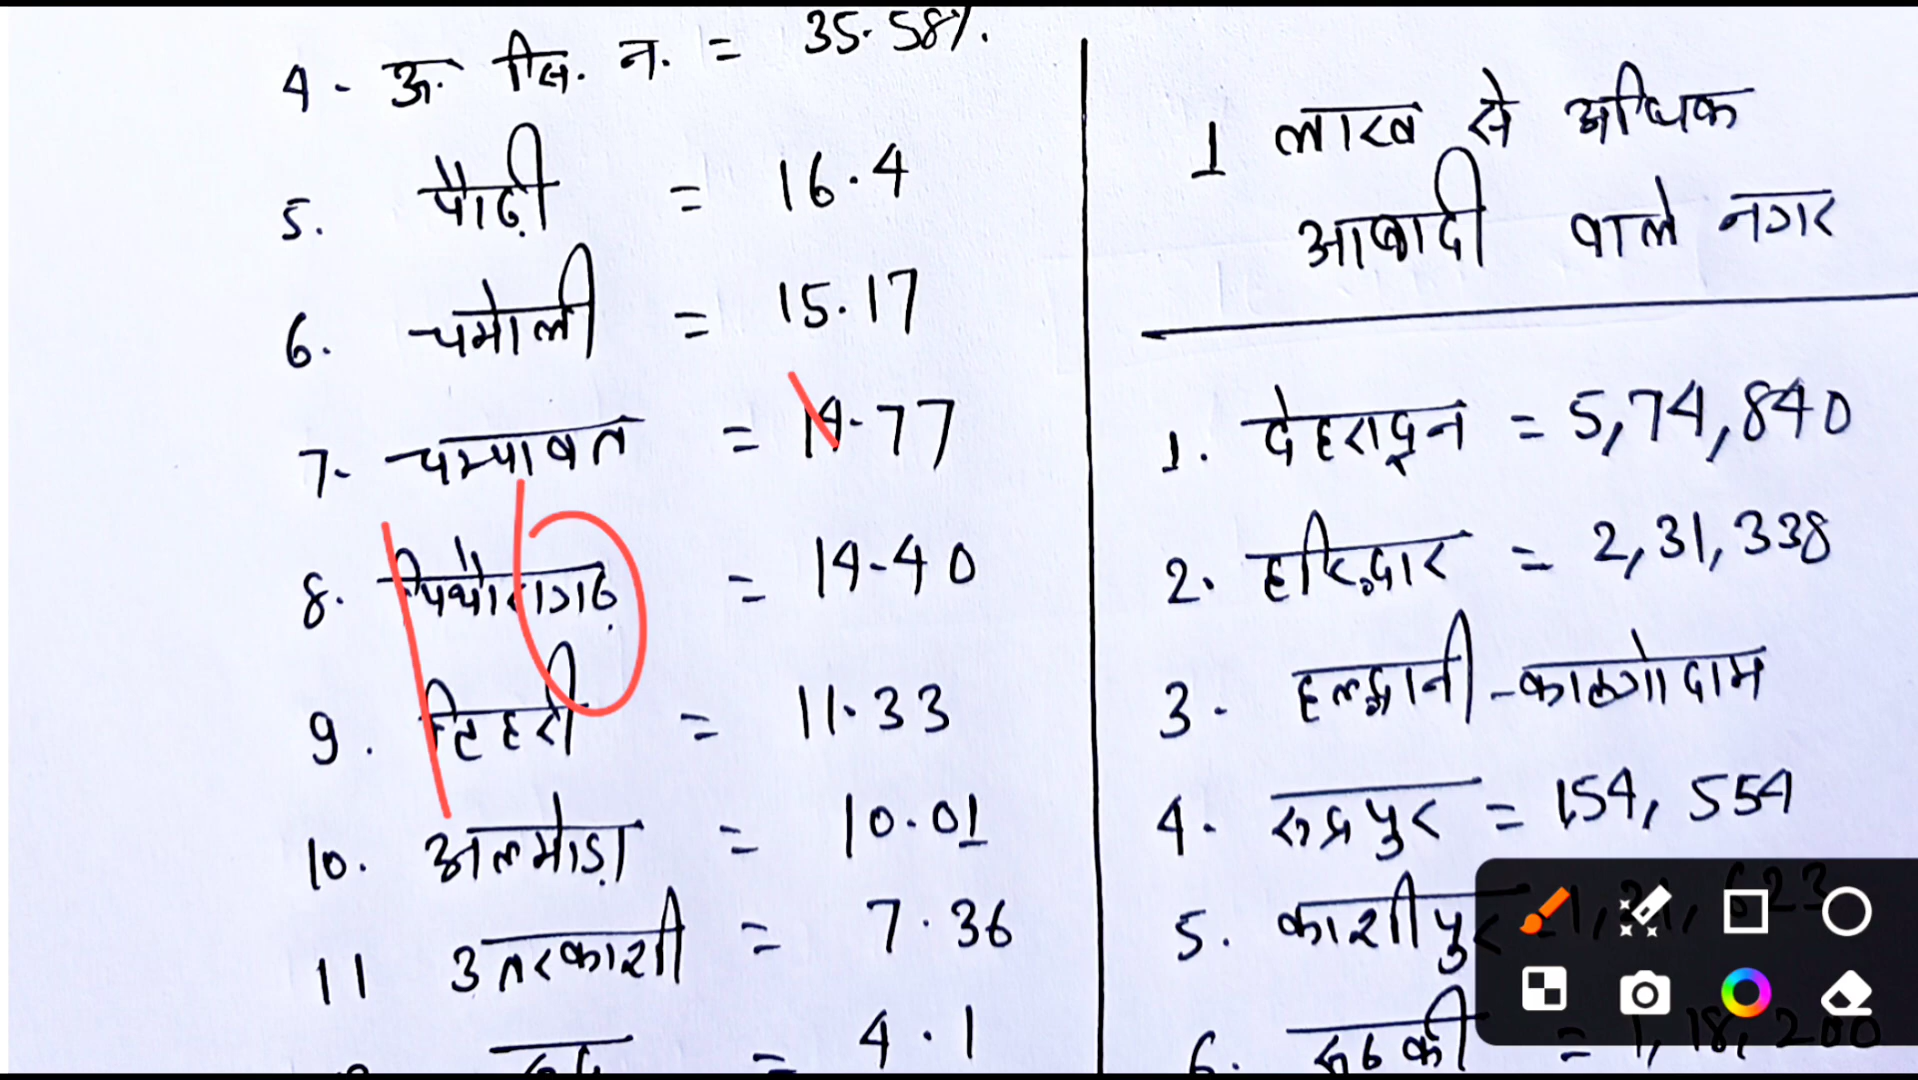 4- ऊ. सि. न. = 35.58%.
5. पौढ़ी = 16.4
6. चमोली = 15.17
7- चम्पावत = 14.77
8. पिथौरागढ़ = 14.40
9. टिहरी = 11.33
10. अल्मोड़ा = 10.01
11 उत्तरकाशी = 7.36
= 4.1
1 लाख से अधिक
आबादी वाले नगर
1. देहरादून = 5,74,840
2. हरिद्वार = 2,31,338
3. हल्द्वानी-काठगोदाम
4. रुद्रपुर = 154,554
5. काशीपुर 1,21,623
6. रुड़की = 1,18,200